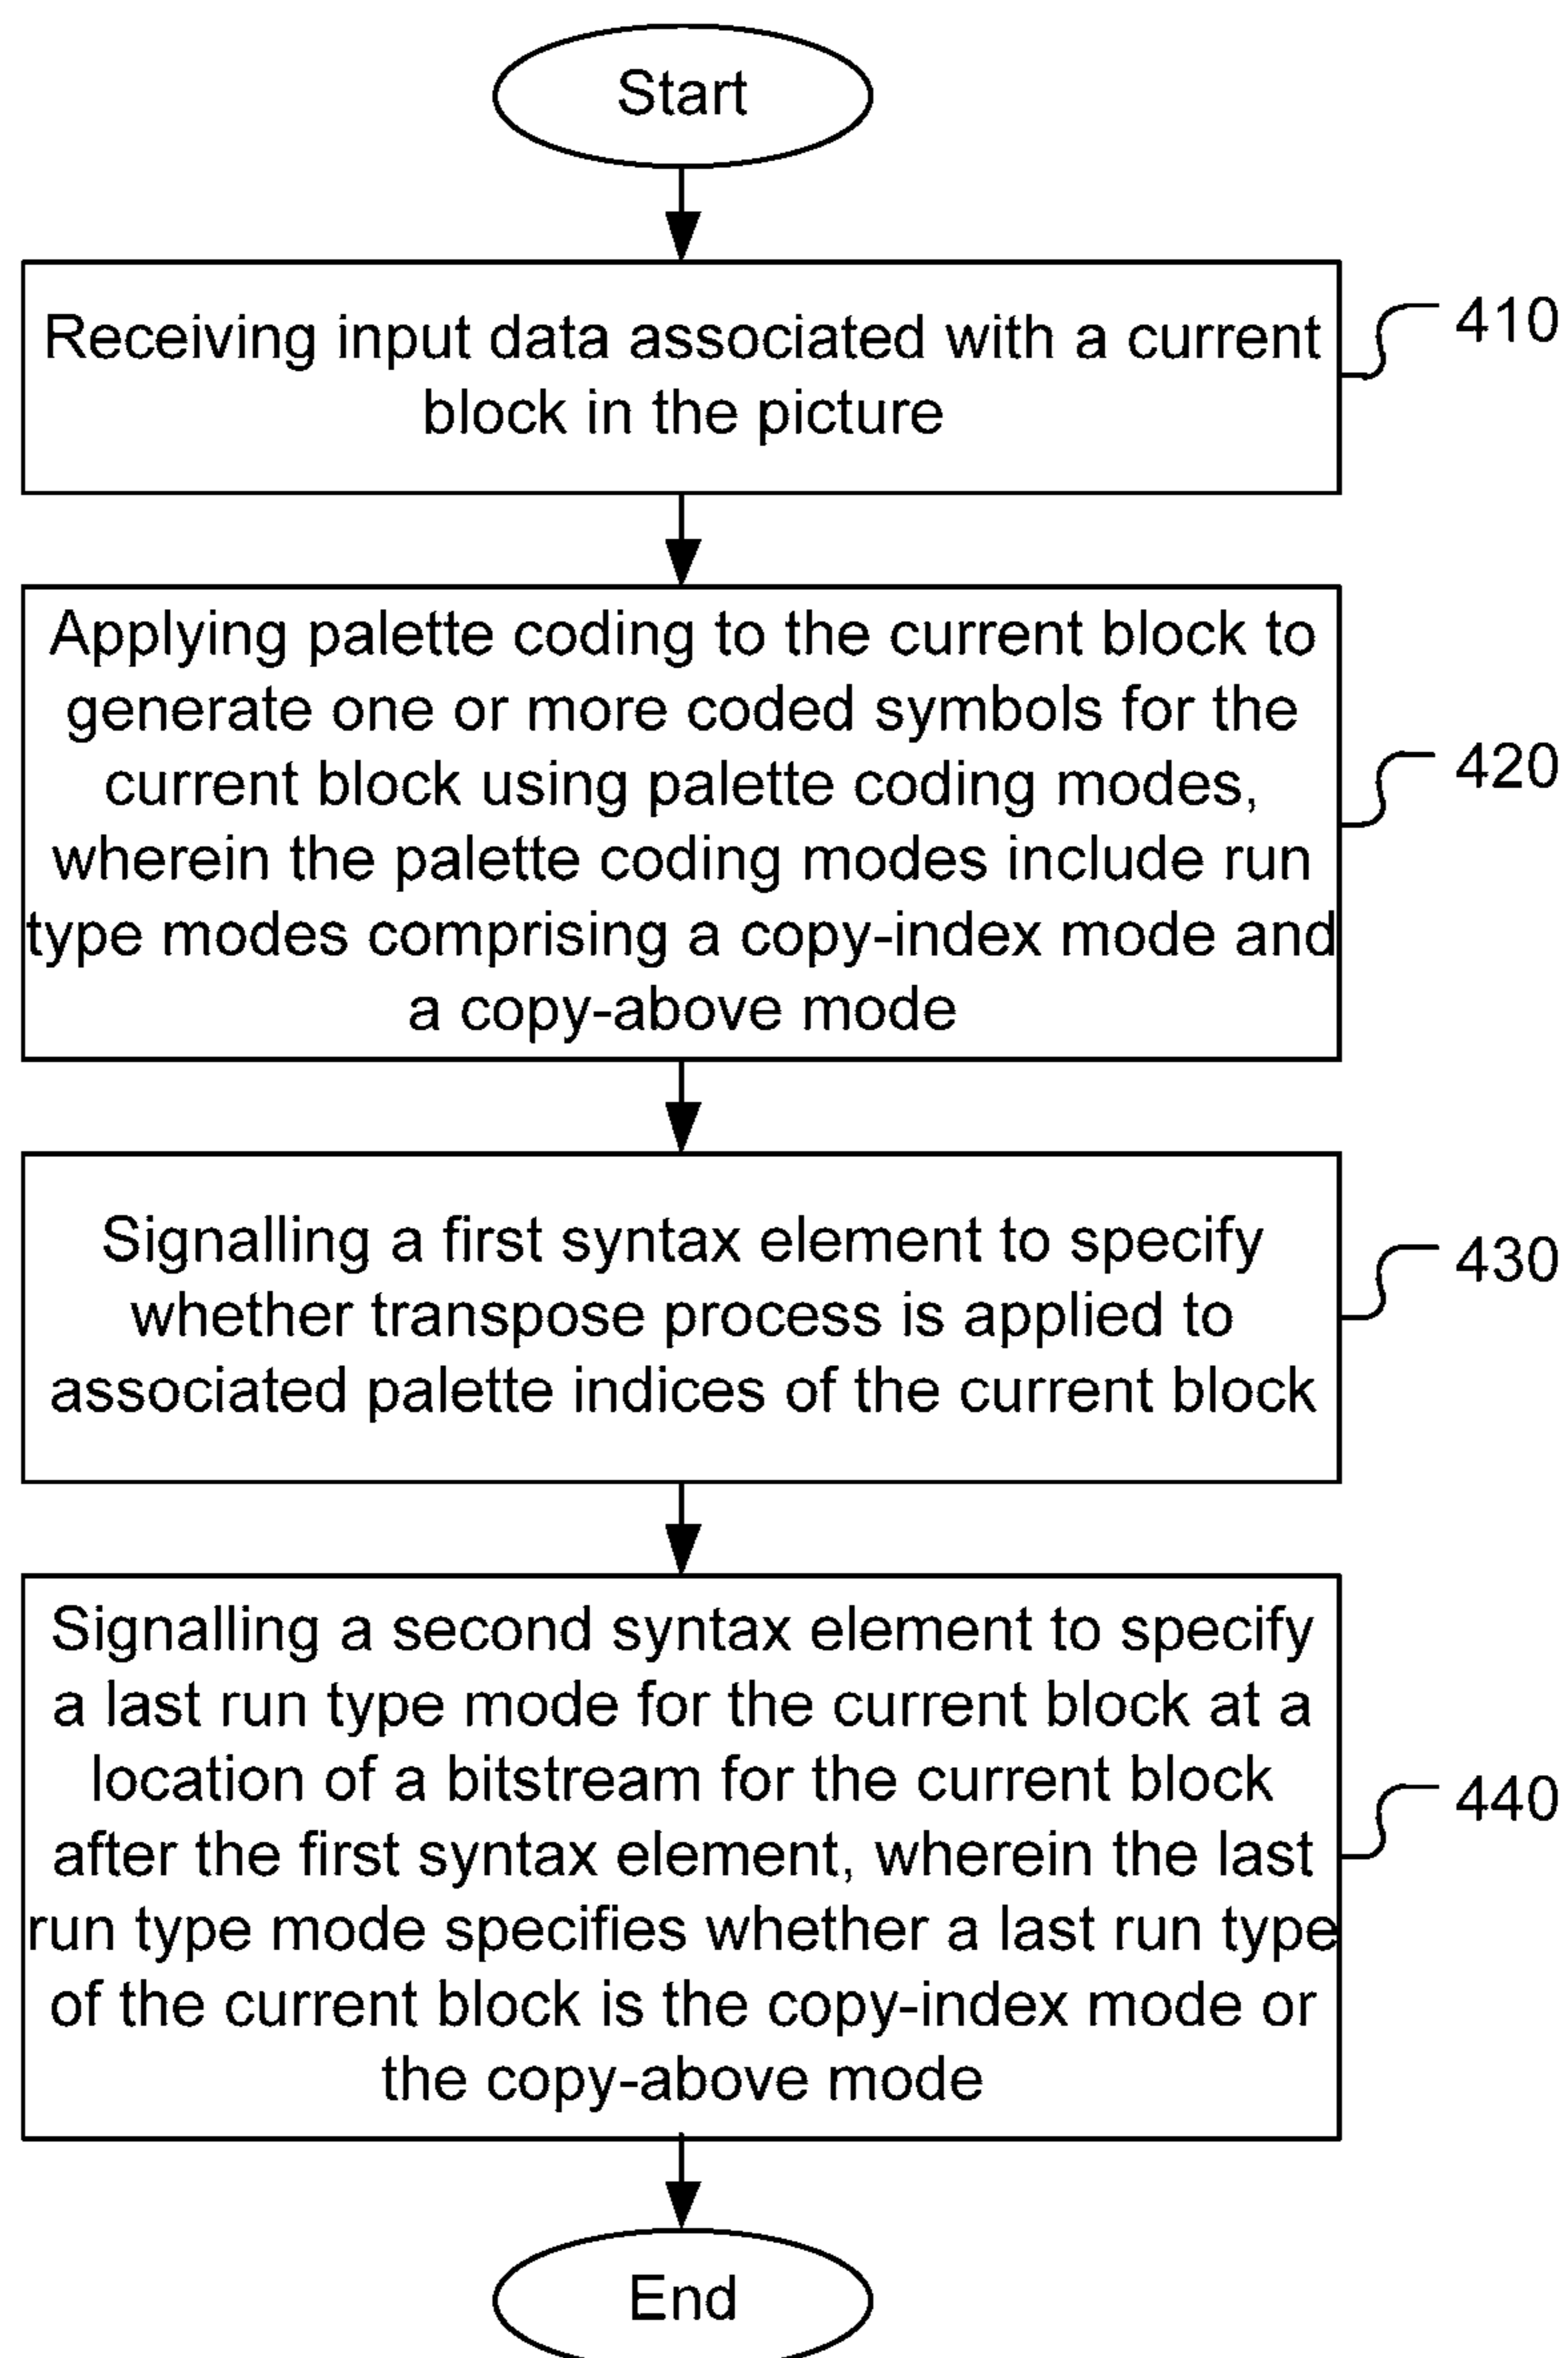 Start
Receiving input data associated with a current
block in the picture
410
Applying palette coding to the current block to
generate one or more coded symbols for the
current block using palette coding modes,
wherein the palette coding modes include run
type modes comprising a copy-index mode and
a copy-above mode
420
Signalling a first syntax element to specify
whether transpose process is applied to
associated palette indices of the current block
430
Signalling a second syntax element to specify
a last run type mode for the current block at a
location of a bitstream for the current block
after the first syntax element, wherein the last
run type mode specifies whether a last run type
of the current block is the copy-index mode or
the copy-above mode
440
End